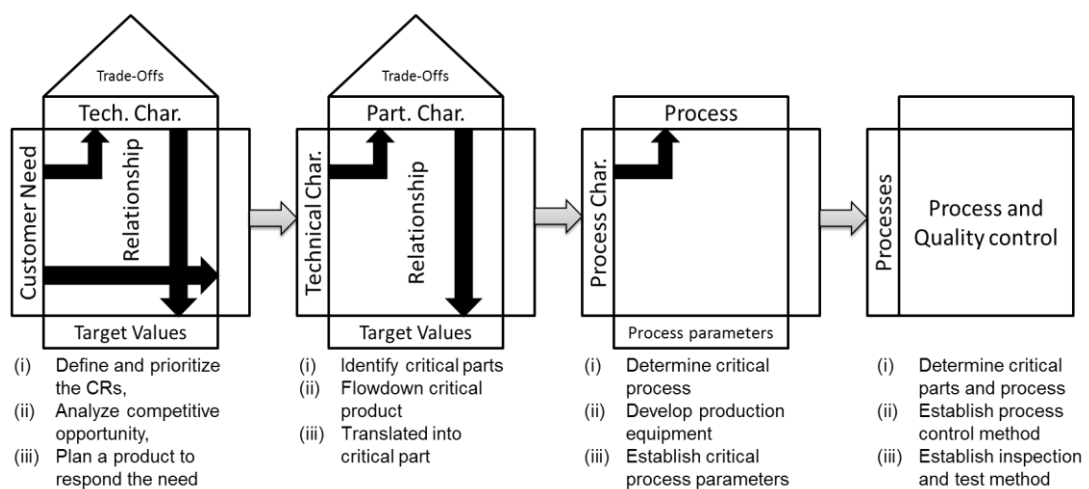 Trade-Offs
Tech. Char.
Customer Need
Relationship
Target Values
(i) Define and prioritize
the CRs,
(ii) Analyze competitive
opportunity,
(iii) Plan a product to
respond the need
Trade-Offs
Part. Char.
Technical Char.
Relationship
Target Values
(i) Identify critical parts
(ii) Flowdown critical
product
(iii) Translated into
critical part
Process
Process Char.
Process parameters
(i) Determine critical
process
(ii) Develop production
equipment
(iii) Establish critical
process parameters
Processes
Process and
Quality control
(i) Determine critical
parts and process
(ii) Establish process
control method
(iii) Establish inspection
and test method